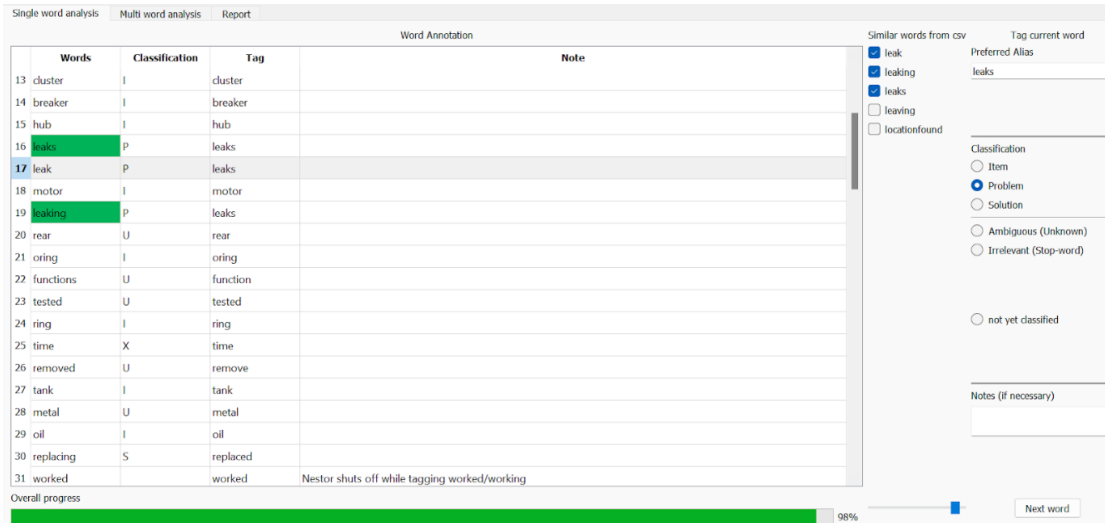 Single word analysis Multi word analysis Report
Word Annotation
Words Classification Tag Note
13 cluster I cluster
14 breaker I breaker
15 hub I hub
16 leaks P leaks
17 leak P leaks
18 motor I motor
19 leaking P leaks
20 rear U rear
21 oring I oring
22 functions U function
23 tested U tested
24 ring I ring
25 time X time
26 removed U remove
27 tank I tank
28 metal U metal
29 oil I oil
30 replacing S replaced
31 worked worked Nestor shuts off while tagging worked/working
Overall progress
98%
Similar words from csv
leak
leaking
leaks
leaving
locationfound
Tag current word
Preferred Alias
leaks
Classification
Item
Problem
Solution
Ambiguous (Unknown)
Irrelevant (Stop-word)
not yet classified
Notes (if necessary)
Next word